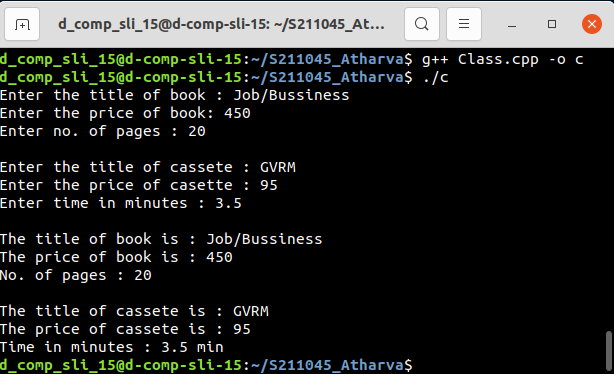 d_comp_sli_15@d-comp-sli-15: ~/S211045_At...
d_comp_sli_15@d-comp-sli-15:~/S211045_Atharva$ g++ Class.cpp -o c
d_comp_sli_15@d-comp-sli-15:~/S211045_Atharva$ ./c
Enter the title of book : Job/Bussiness
Enter the price of book: 450
Enter no. of pages : 20
Enter the title of cassete : GVRM
Enter the price of casette : 95
Enter time in minutes : 3.5
The title of book is : Job/Bussiness
The price of book is : 450
No. of pages : 20
The title of cassete is : GVRM
The price of cassete is : 95
Time in minutes : 3.5 min
d_comp_sli_15@d-comp-sli-15:~/S211045_Atharva$